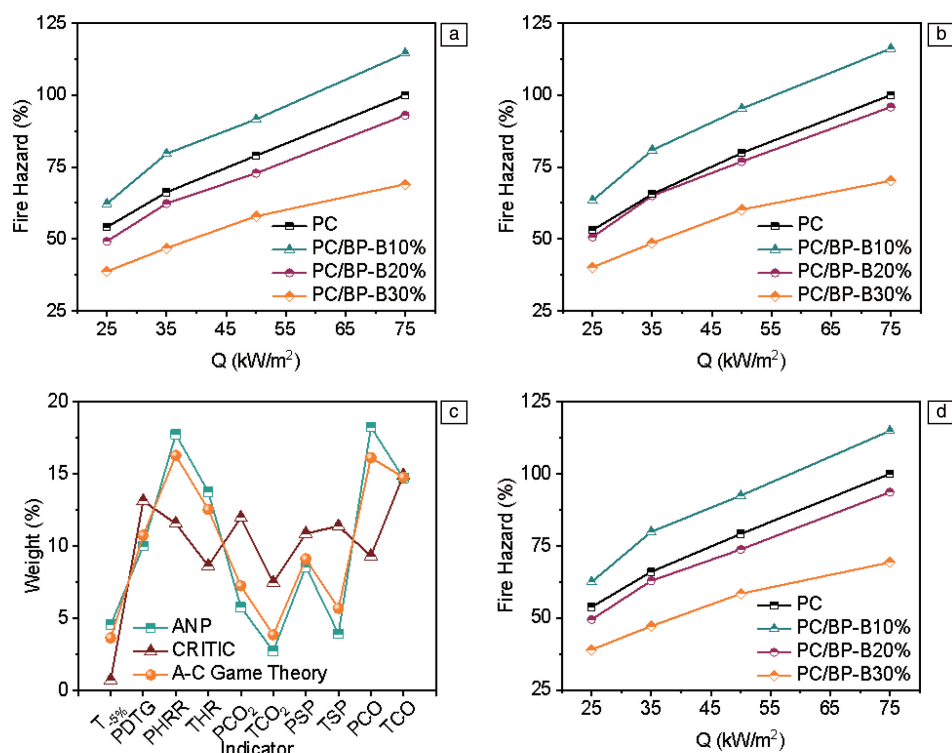 a
Fire Hazard (%)
125
100
75
50
25
PC
PC/BP-B10%
PC/BP-B20%
PC/BP-B30%
25 35 45 55 65 75
Q (kW/m²)
b
Fire Hazard (%)
125
100
75
50
25
PC
PC/BP-B10%
PC/BP-B20%
PC/BP-B30%
25 35 45 55 65 75
Q (kW/m²)
c
Weight (%)
20
15
10
5
0
ANP
CRITIC
A-C Game Theory
T-5% PDTG PHRR THR PCO₂ TCO₂ PSP TSP PCO TCO
Indicator
d
Fire Hazard (%)
125
100
75
50
25
PC
PC/BP-B10%
PC/BP-B20%
PC/BP-B30%
25 35 45 55 65 75
Q (kW/m²)